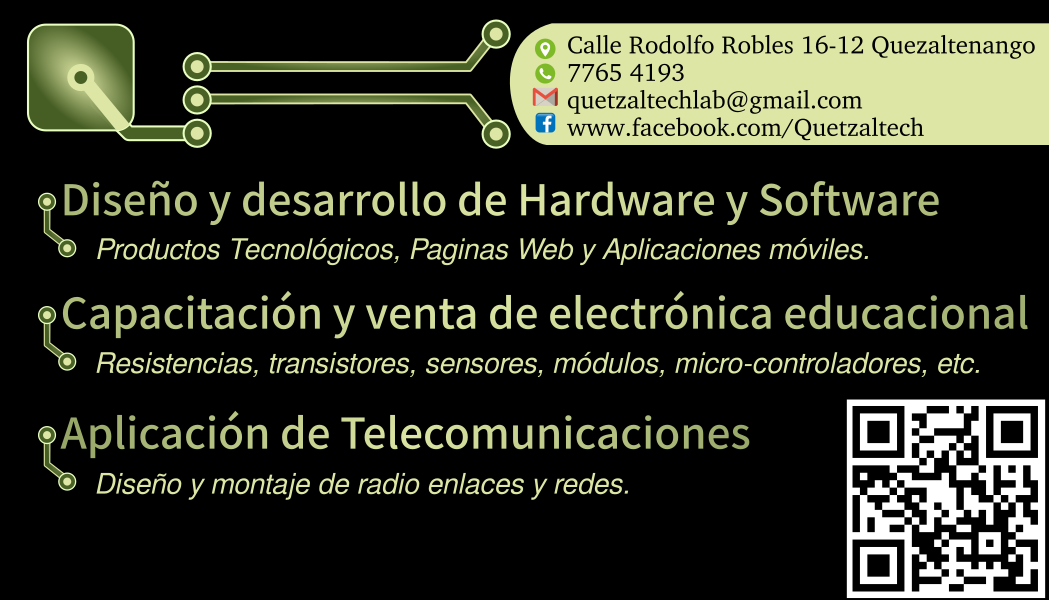 Calle Rodolfo Robles 16-12 Quezaltenango
7765 4193
quetzaltechlab@gmail.com
www.facebook.com/Quetzaltech
Diseño y desarrollo de Hardware y Software
Productos Tecnológicos, Paginas Web y Aplicaciones móviles.
Capacitación y venta de electrónica educacional
Resistencias, transistores, sensores, módulos, micro-controladores, etc.
Aplicación de Telecomunicaciones
Diseño y montaje de radio enlaces y redes.